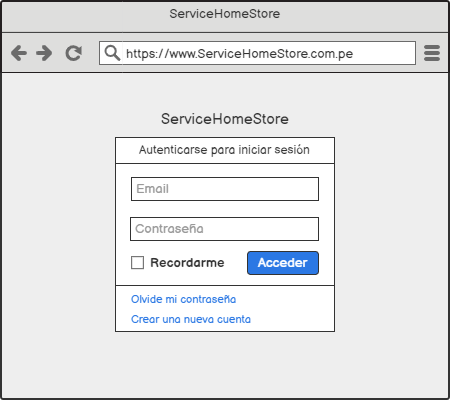 ServiceHomeStore
https://www.ServiceHomeStore.com.pe
ServiceHomeStore
Autenticarse para iniciar sesión
Email
Contraseña
Recordarme
Acceder
Olvide mi contraseña
Crear una nueva cuenta